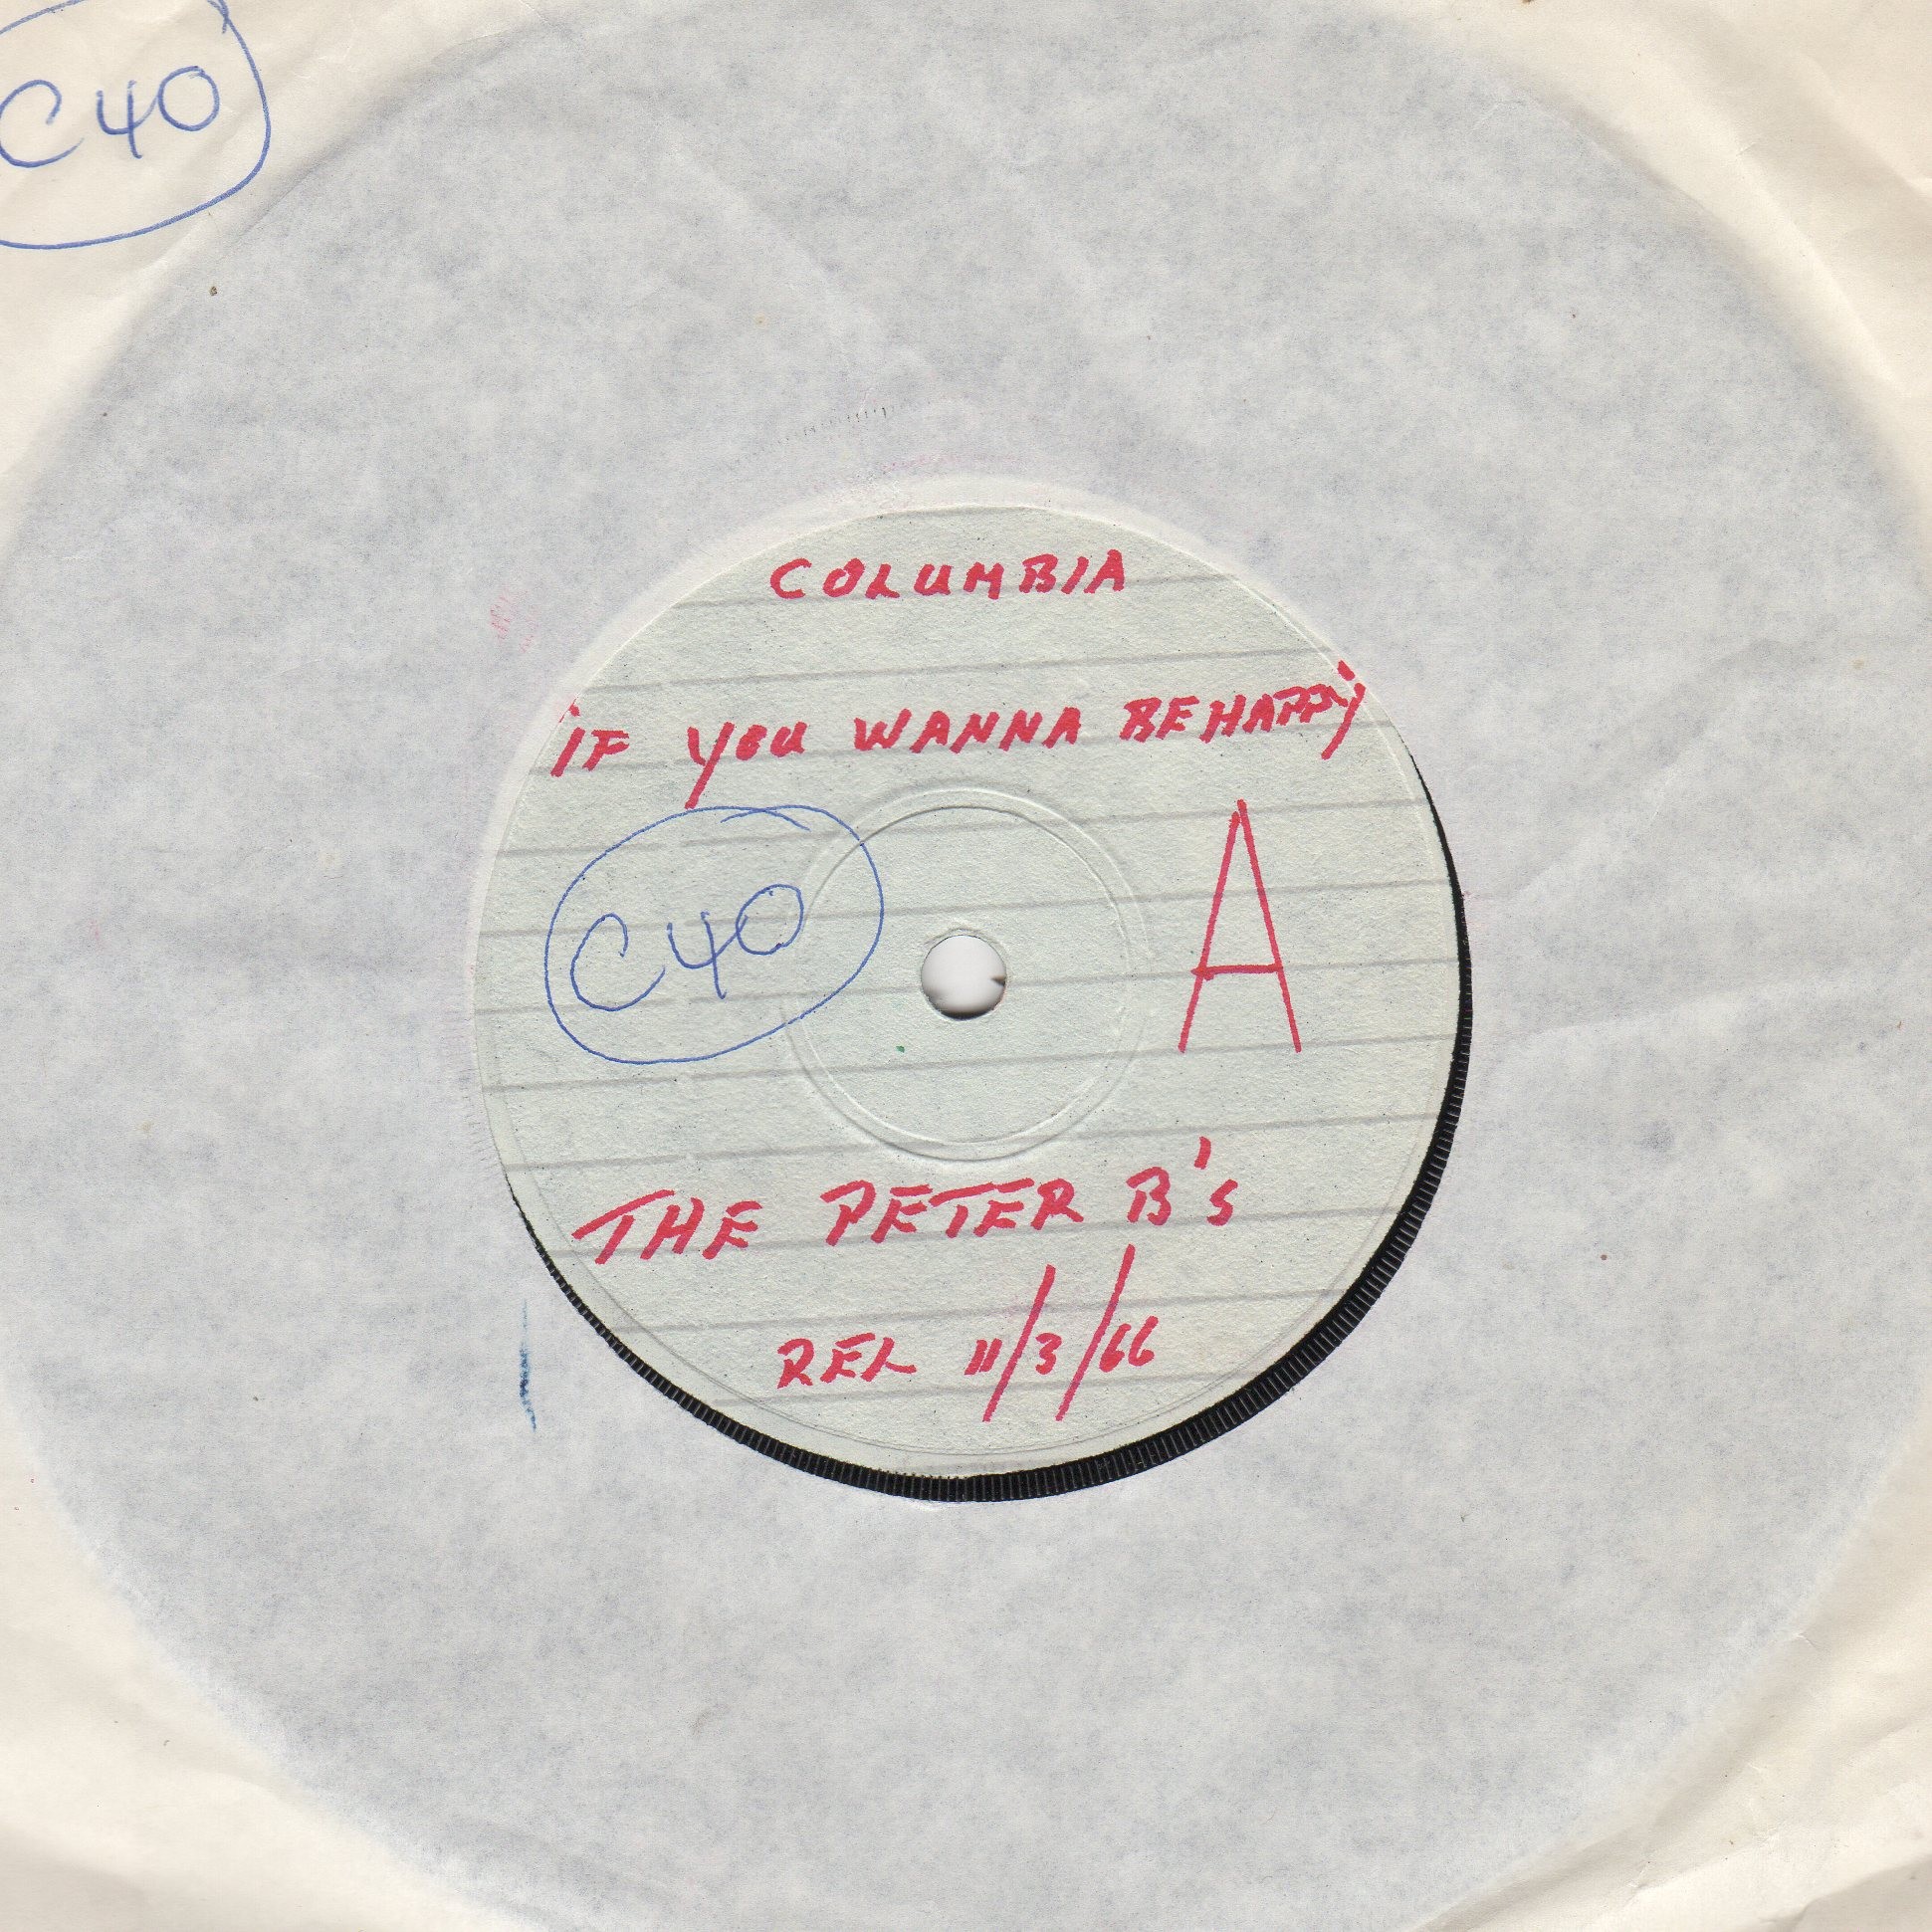 C40
COLUMBIA
"IF YOU WANNA BE HAPPY"
C40
A
THE PETER B's
REL 11/3/66